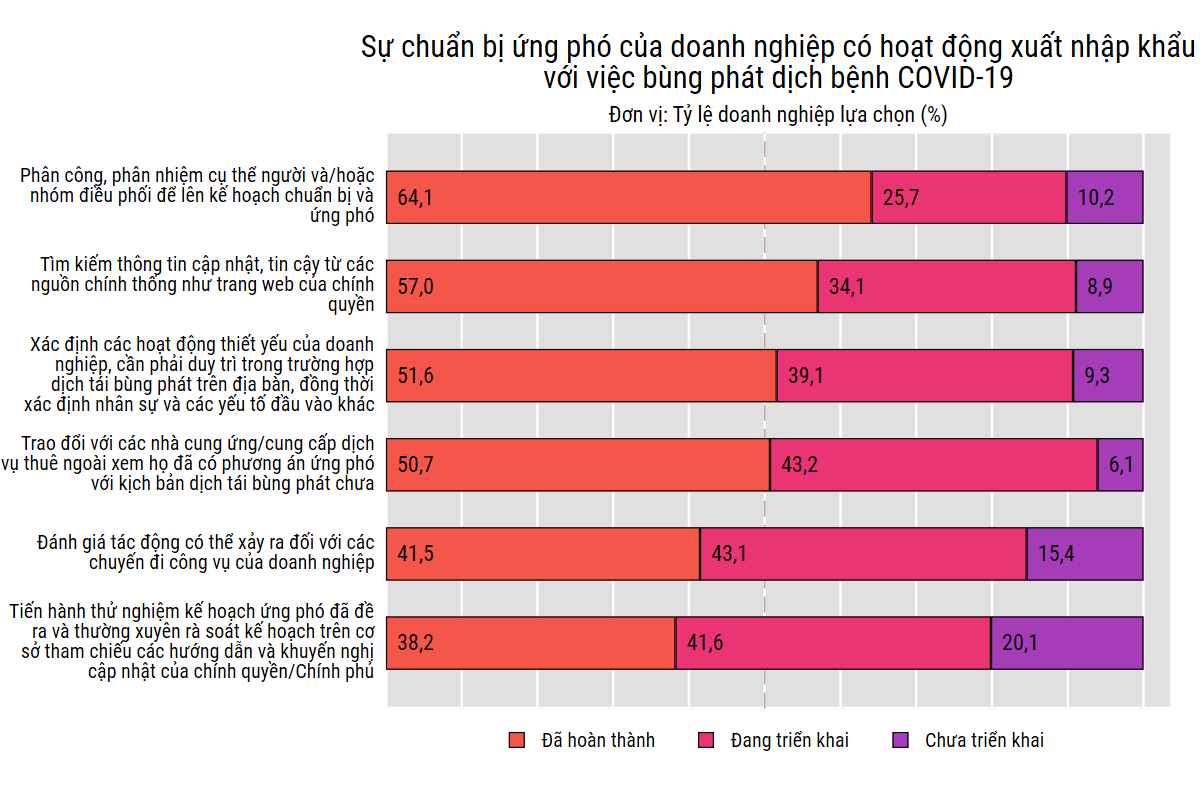 Sự chuẩn bị ứng phó của doanh nghiệp có hoạt động xuất nhập khẩu
với việc bùng phát dịch bệnh COVID-19
Đơn vị: Tỷ lệ doanh nghiệp lựa chọn (%)
Phân công, phân nhiệm cụ thể người và/hoặc
nhóm điều phối để lên kế hoạch chuẩn bị và
ứng phó
64,1
25,7
10,2
Tìm kiếm thông tin cập nhật, tin cậy từ các
nguồn chính thống như trang web của chính
quyền
57,0
34,1
8,9
Xác định các hoạt động thiết yếu của doanh
nghiệp, cần phải duy trì trong trường hợp
dịch tái bùng phát trên địa bàn, đồng thời
xác định nhân sự và các yếu tố đầu vào khác
51,6
39,1
9,3
Trao đổi với các nhà cung ứng/cung cấp dịch
vụ thuê ngoài xem họ đã có phương án ứng phó
với kịch bản dịch tái bùng phát chưa
50,7
43,2
6,1
Đánh giá tác động có thể xảy ra đối với các
chuyến đi công vụ của doanh nghiệp
41,5
43,1
15,4
Tiến hành thử nghiệm kế hoạch ứng phó đã đề
ra và thường xuyên rà soát kế hoạch trên cơ
sở tham chiếu các hướng dẫn và khuyến nghị
cập nhật của chính quyền/Chính phủ
38,2
41,6
20,1
Đã hoàn thành
Đang triển khai
Chưa triển khai